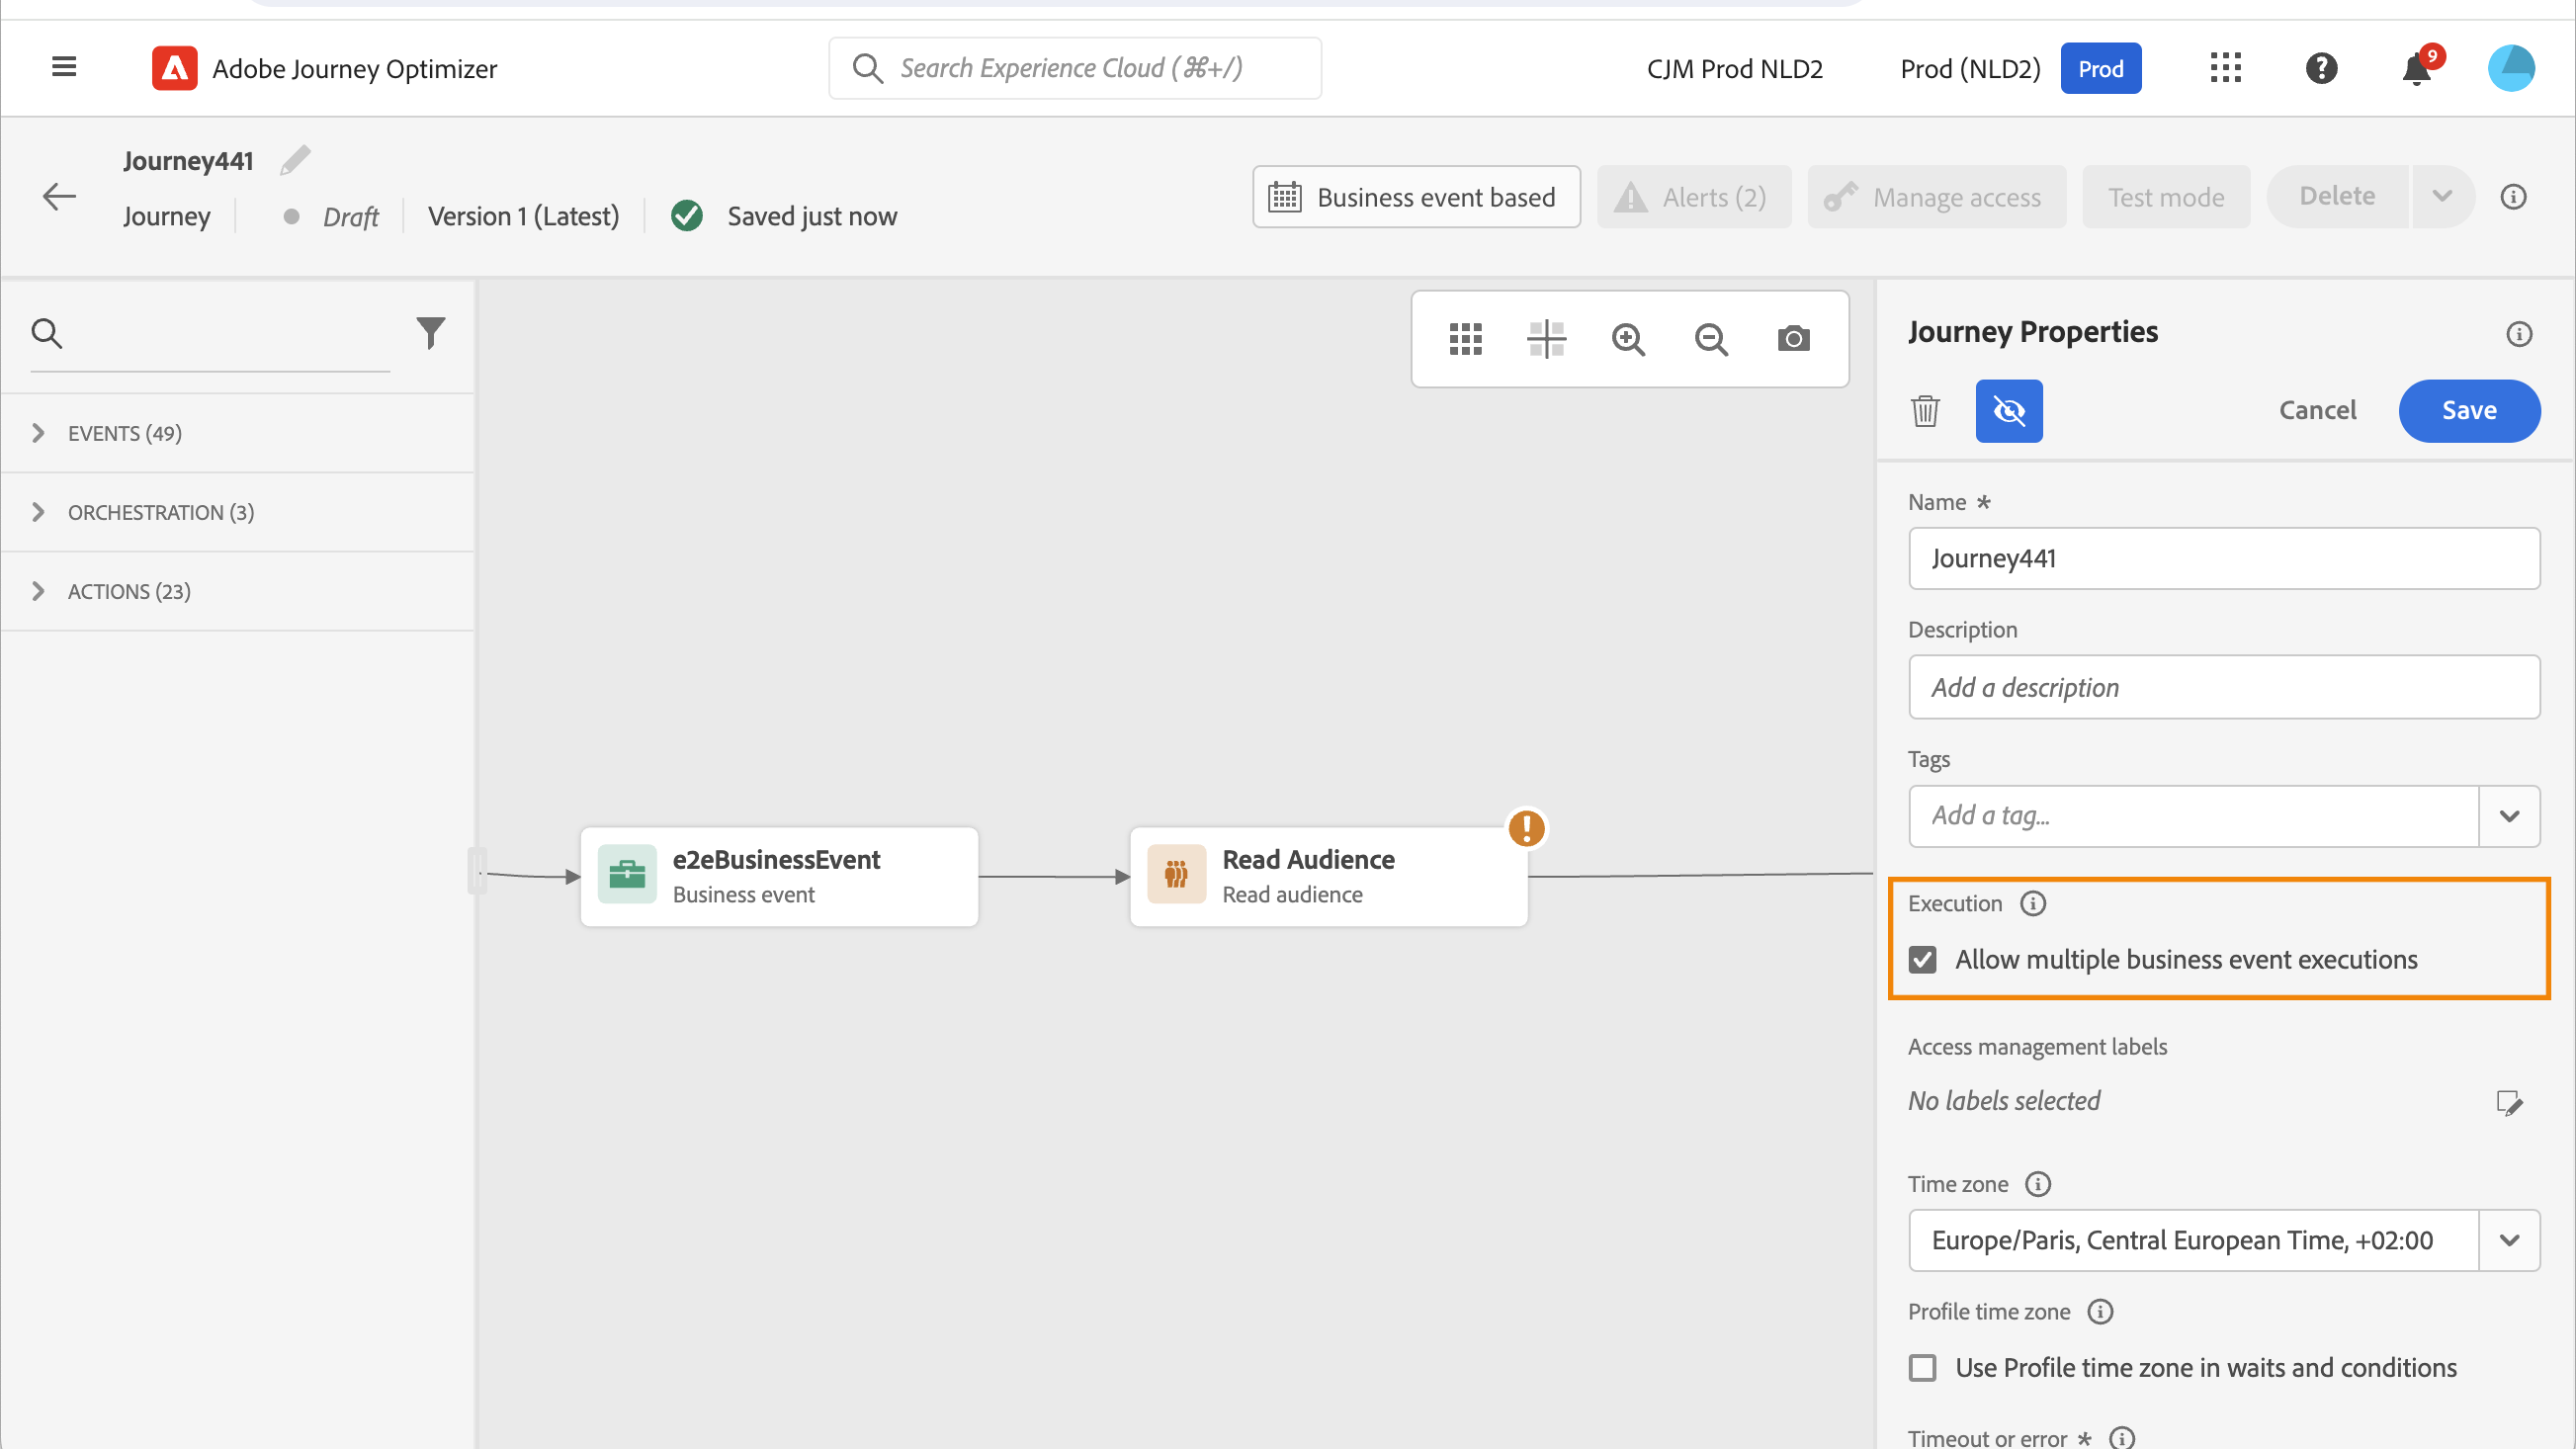 Adobe Journey Optimizer
Search Experience Cloud (⌘+/)
CJM Prod NLD2
Prod (NLD2)
Prod
9
Journey441
Journey
Draft
Version 1 (Latest)
Saved just now
Business event based
Alerts (2)
Manage access
Test mode
Delete
EVENTS (49)
ORCHESTRATION (3)
ACTIONS (23)
e2eBusinessEvent
Business event
Read Audience
Read audience
Journey Properties
Cancel
Save
Name *
Journey441
Description
Add a description
Tags
Add a tag...
Execution
Allow multiple business event executions
Access management labels
No labels selected
Time zone
Europe/Paris, Central European Time, +02:00
Profile time zone
Use Profile time zone in waits and conditions
Timeout or error *